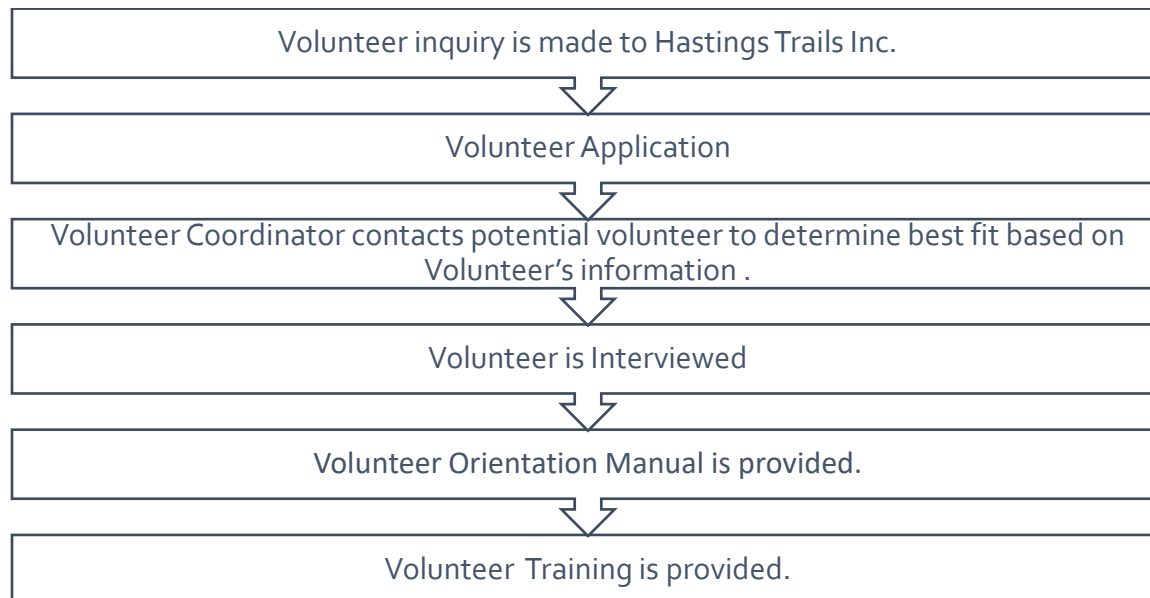 Volunteer inquiry is made to Hastings Trails Inc.
Volunteer Application
Volunteer Coordinator contacts potential volunteer to determine best fit based on
Volunteer’s information .
Volunteer is Interviewed
Volunteer Orientation Manual is provided.
Volunteer  Training is provided.